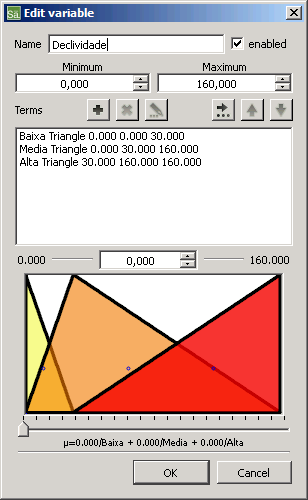 Sa Edit variable
Name Declividade enabled
Minimum Maximum
0,000 160,000
Terms
Baixa Triangle 0.000 0.000 30.000
Media Triangle 0.000 30.000 160.000
Alta Triangle 30.000 160.000 160.000
0.000 0,000 160.000
µ=0.000/Baixa + 0.000/Media + 0.000/Alta
OK Cancel